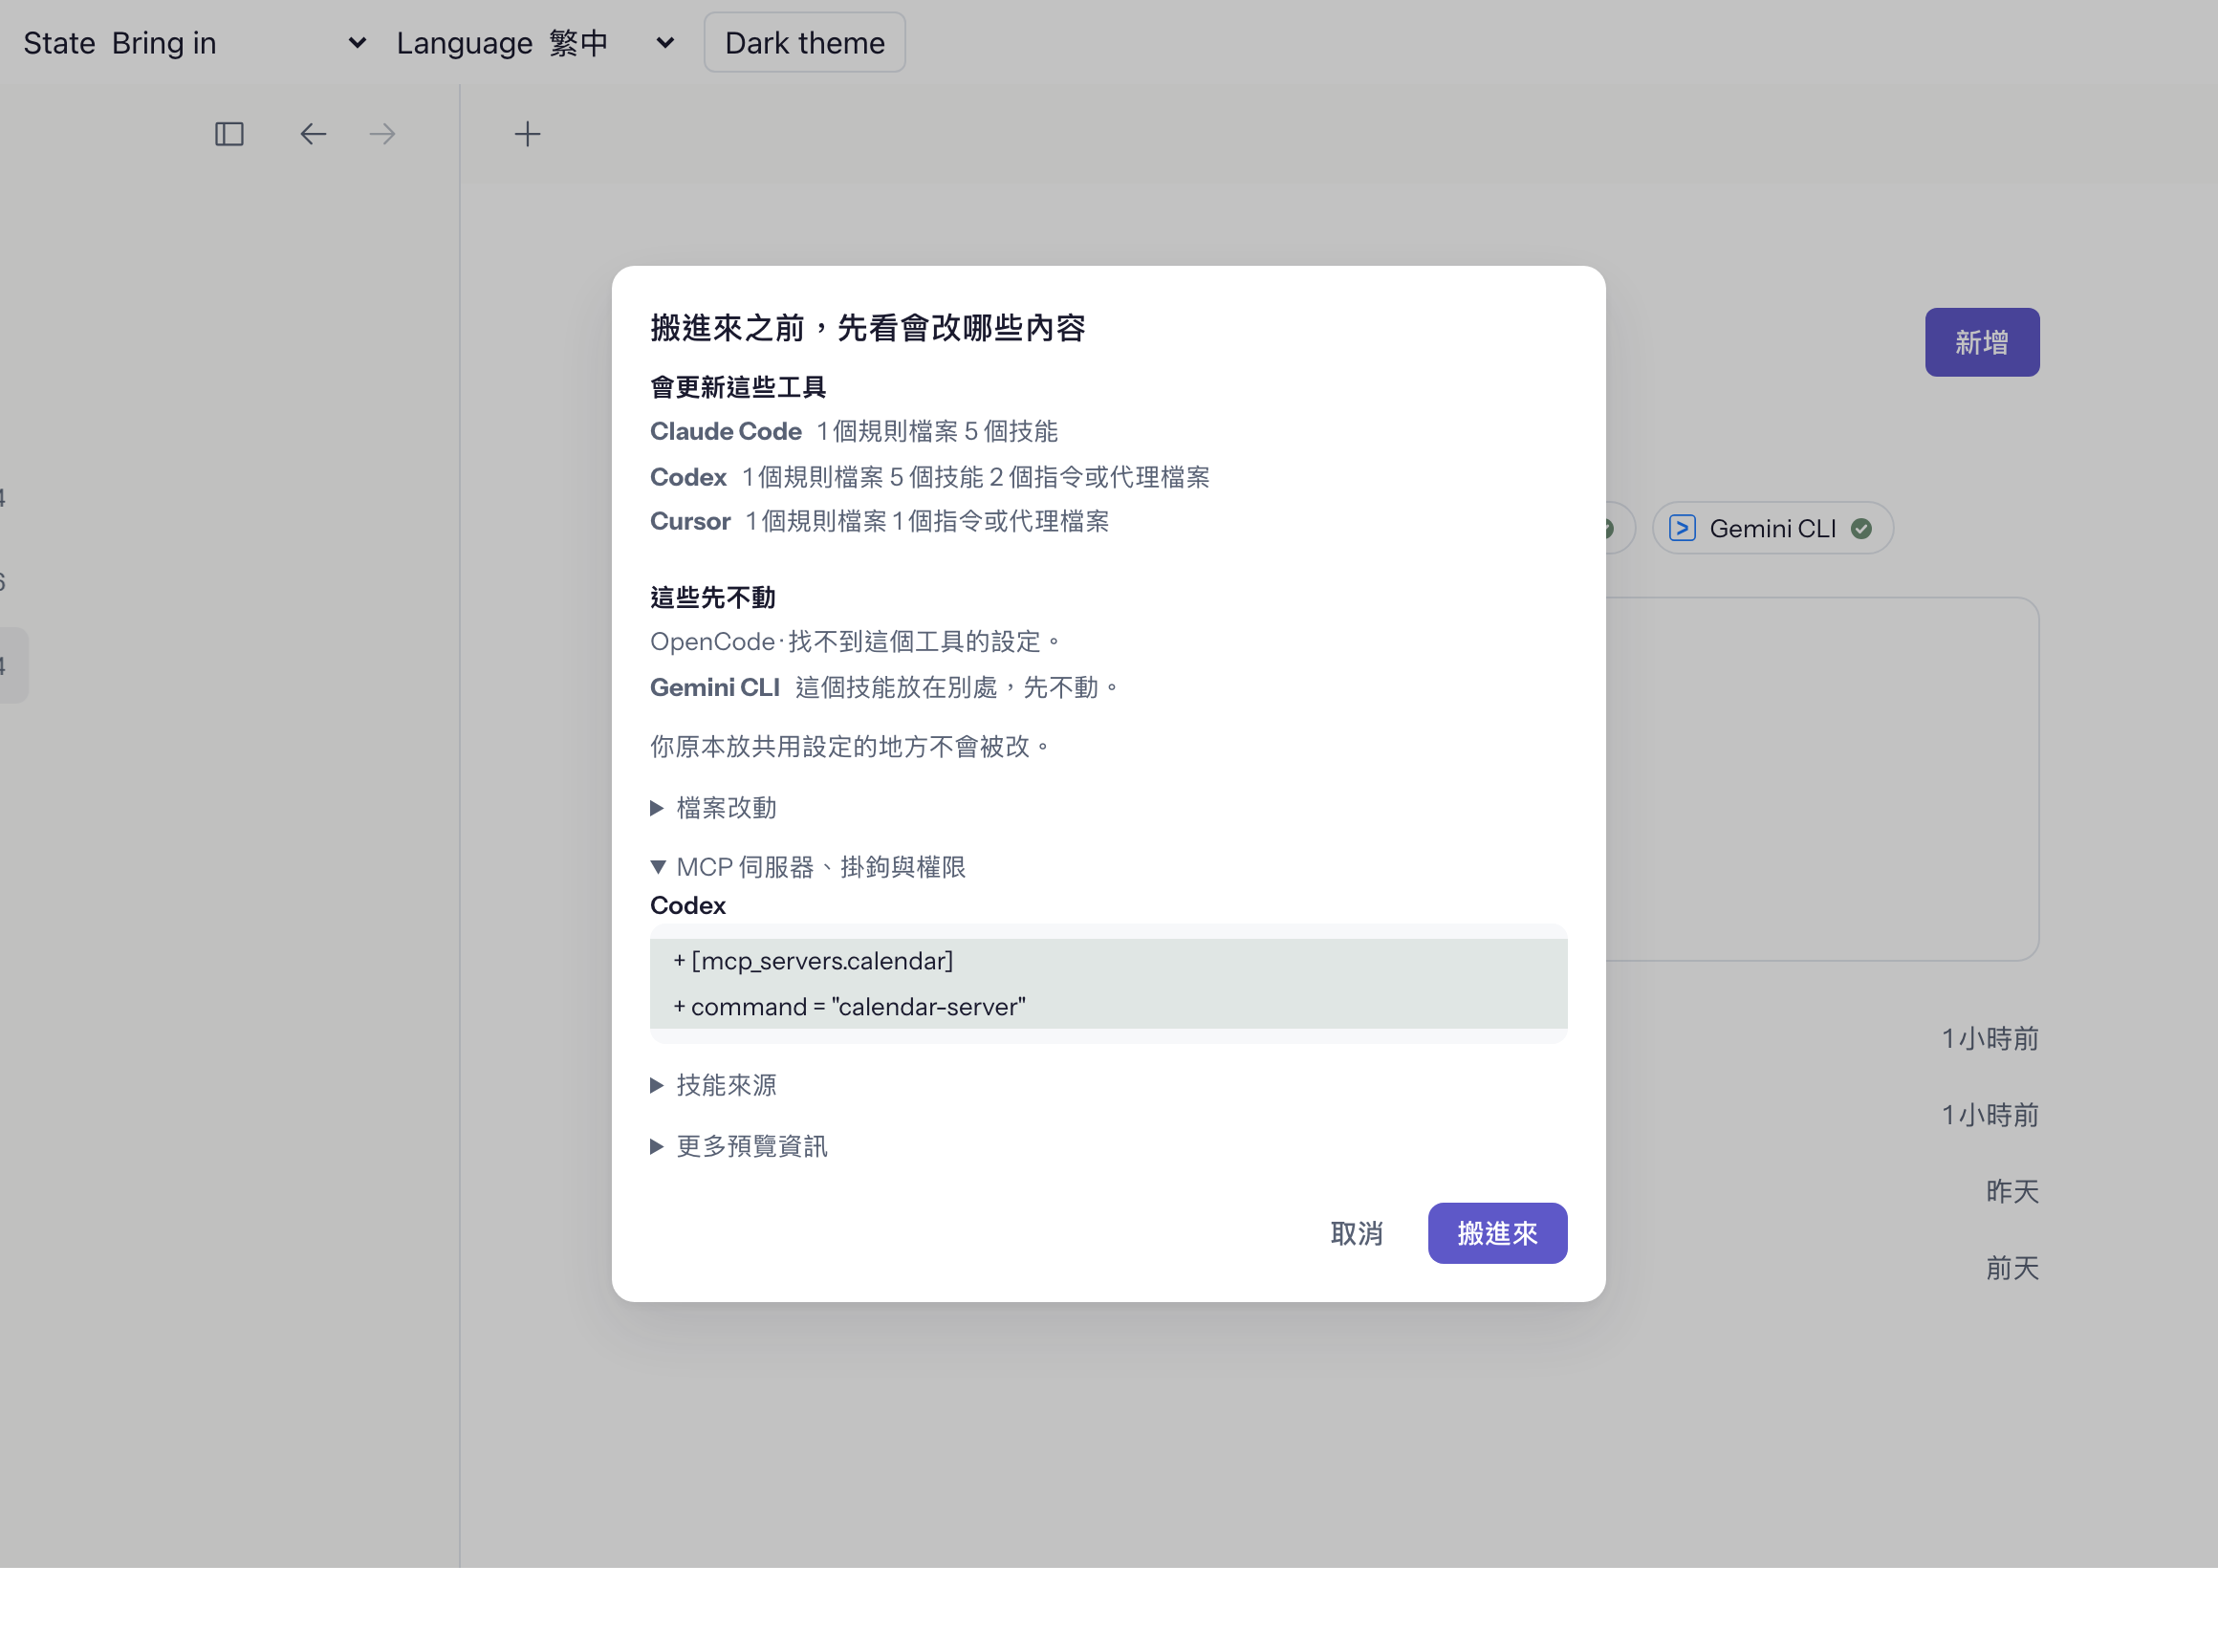 State Bring in Language 繁中 Dark theme
搬進來之前，先看會改哪些內容
會更新這些工具
Claude Code 1 個規則檔案 5 個技能
Codex 1 個規則檔案 5 個技能 2 個指令或代理檔案
Cursor 1 個規則檔案 1 個指令或代理檔案
這些先不動
OpenCode · 找不到這個工具的設定。
Gemini CLI 這個技能放在別處，先不動。
你原本放共用設定的地方不會被改。
檔案改動
MCP 伺服器、掛鉤與權限
Codex
+ [mcp_servers.calendar]
+ command = "calendar-server"
技能來源
更多預覽資訊
取消 搬進來
新增
Gemini CLI
1 小時前
1 小時前
昨天
前天